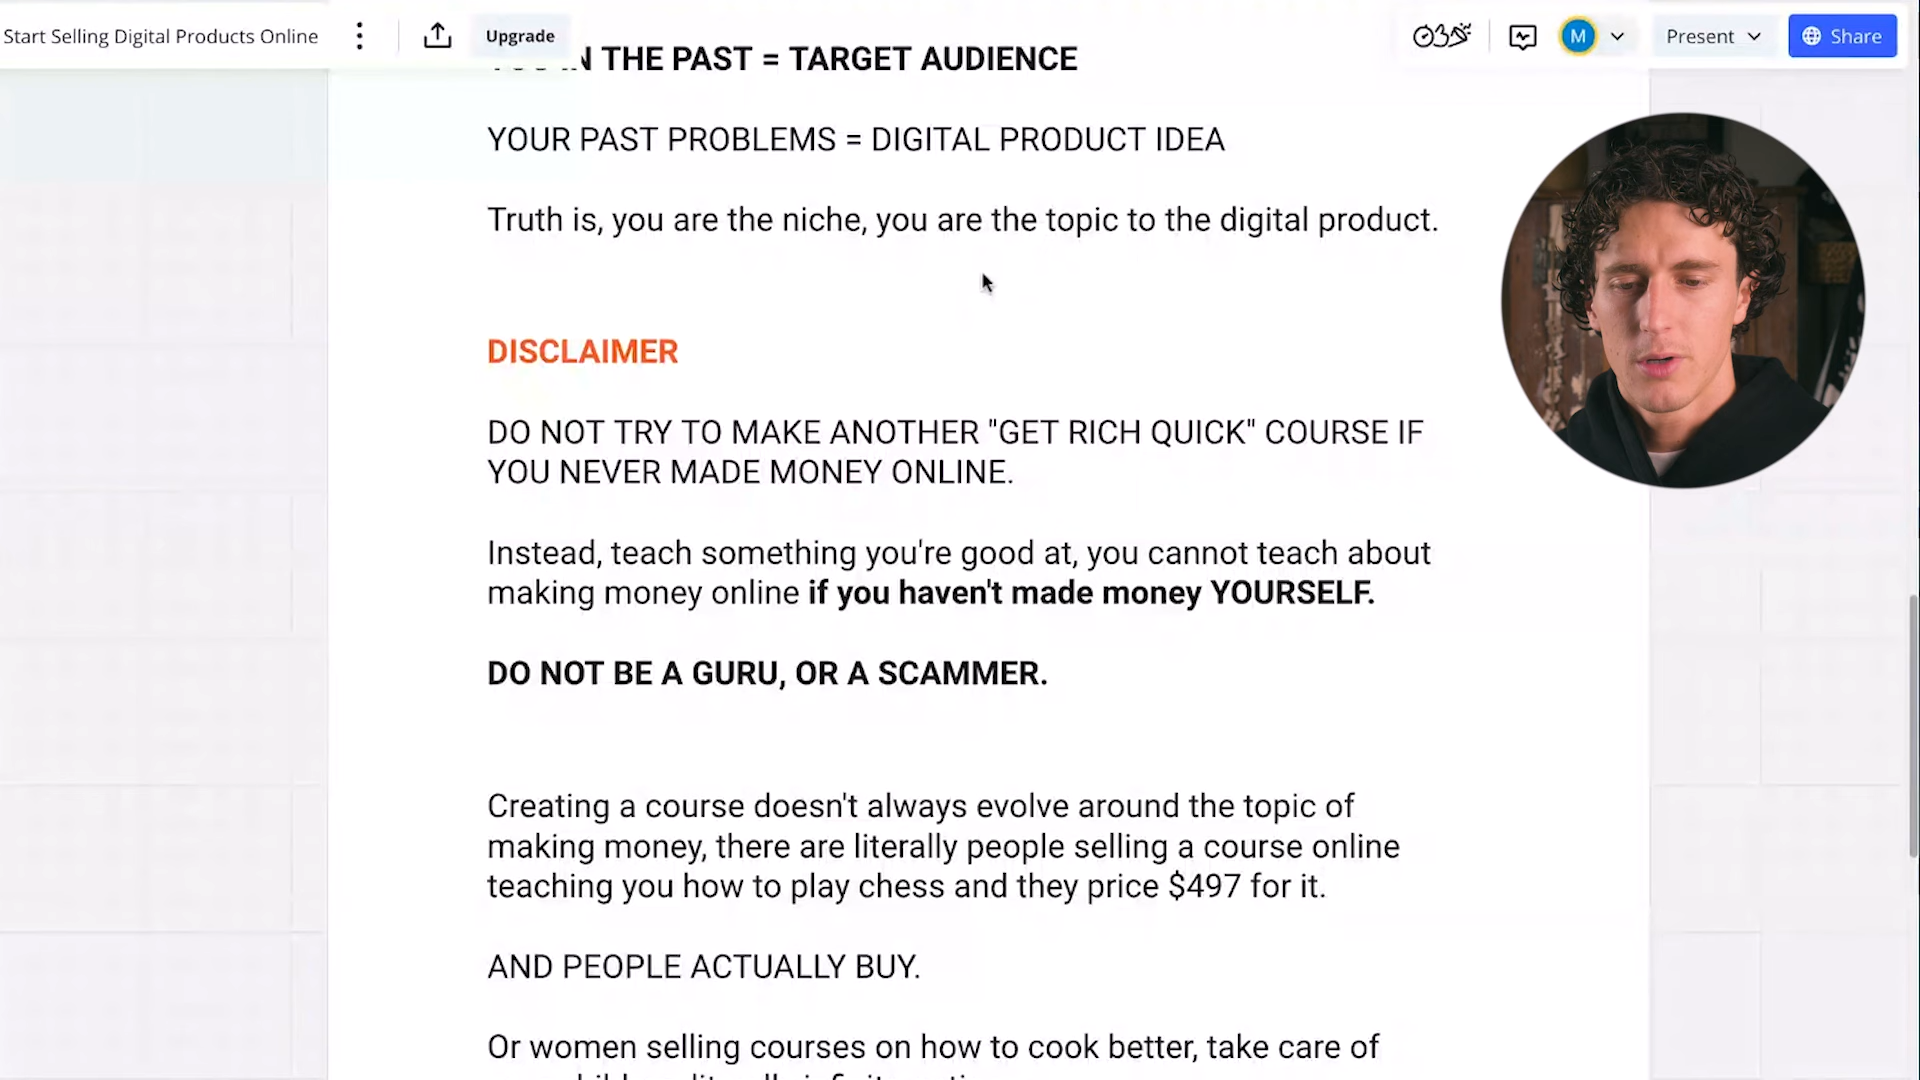 Start Selling Digital Products Online
Upgrade
M
Present
Share
IN THE PAST = TARGET AUDIENCE
YOUR PAST PROBLEMS = DIGITAL PRODUCT IDEA
Truth is, you are the niche, you are the topic to the digital product.
DISCLAIMER
DO NOT TRY TO MAKE ANOTHER "GET RICH QUICK" COURSE IF
YOU NEVER MADE MONEY ONLINE.
Instead, teach something you're good at, you cannot teach about
making money online if you haven't made money YOURSELF.
DO NOT BE A GURU, OR A SCAMMER.
Creating a course doesn't always evolve around the topic of
making money, there are literally people selling a course online
teaching you how to play chess and they price $497 for it.
AND PEOPLE ACTUALLY BUY.
Or women selling courses on how to cook better, take care of